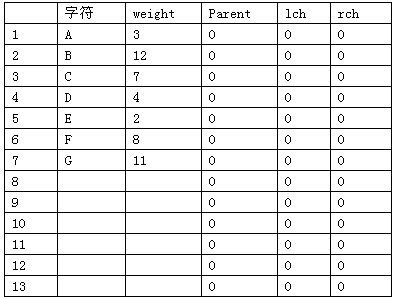 字符 weight Parent lch rch
1 A 3 0 0 0
2 B 12 0 0 0
3 C 7 0 0 0
4 D 4 0 0 0
5 E 2 0 0 0
6 F 8 0 0 0
7 G 11 0 0 0
8 0 0 0
9 0 0 0
10 0 0 0
11 0 0 0
12 0 0 0
13 0 0 0